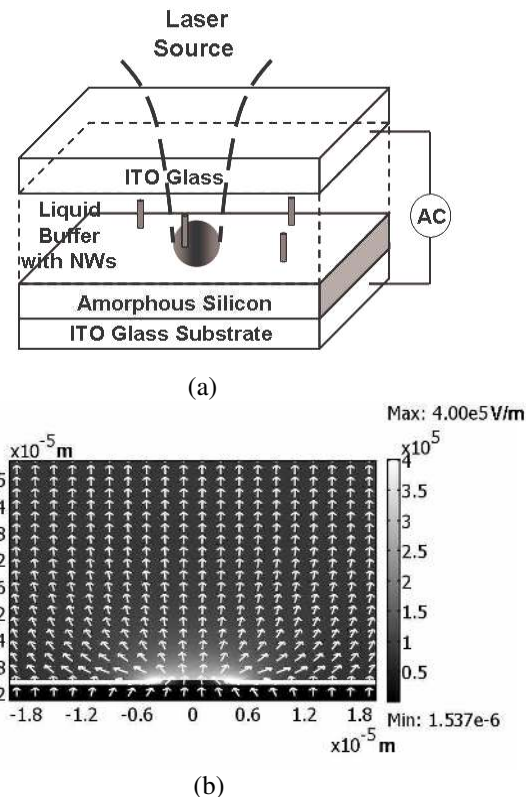 Laser
Source
ITO Glass
Liquid
Buffer
with NWs
AC
Amorphous Silicon
ITO Glass Substrate
(a)
Max: 4.00e5 V/m
x10^-5 m
x10^5
4
3.5
3
2.5
2
1.5
1
0.5
-1.8 -1.2 -0.6 0 0.6 1.2 1.8
Min: 1.537e-6
x10^-5 m
(b)